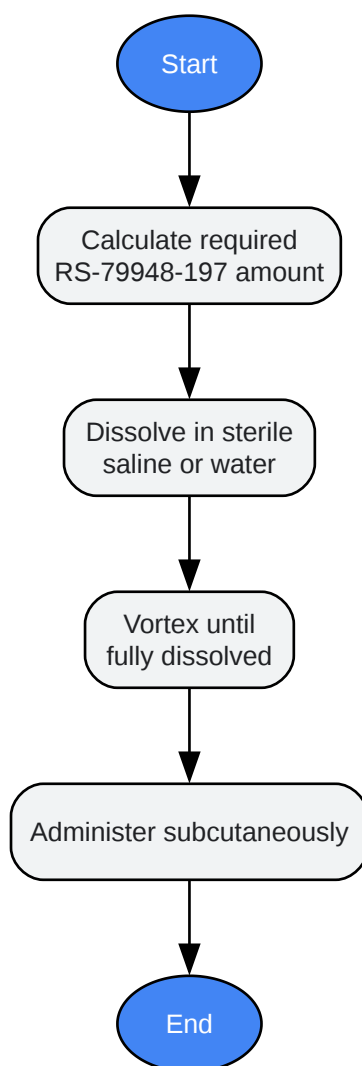 Start
Calculate required
RS-79948-197 amount
Dissolve in sterile
saline or water
Vortex until
fully dissolved
Administer subcutaneously
End